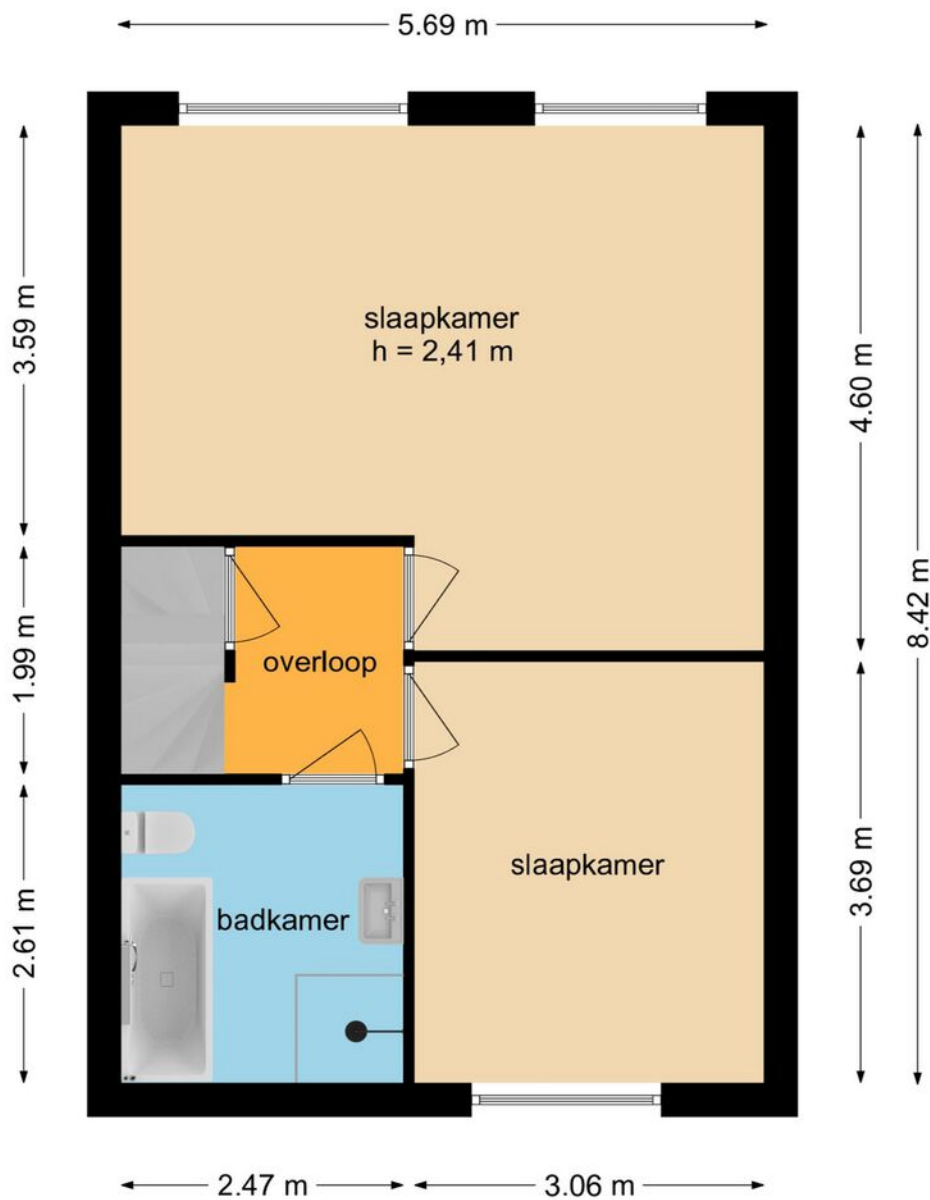 5.69 m
3.59 m
slaapkamer
h = 2,41 m
4.60 m
8.42 m
1.99 m
overloop
slaapkamer
3.69 m
badkamer
2.61 m
2.47 m
3.06 m